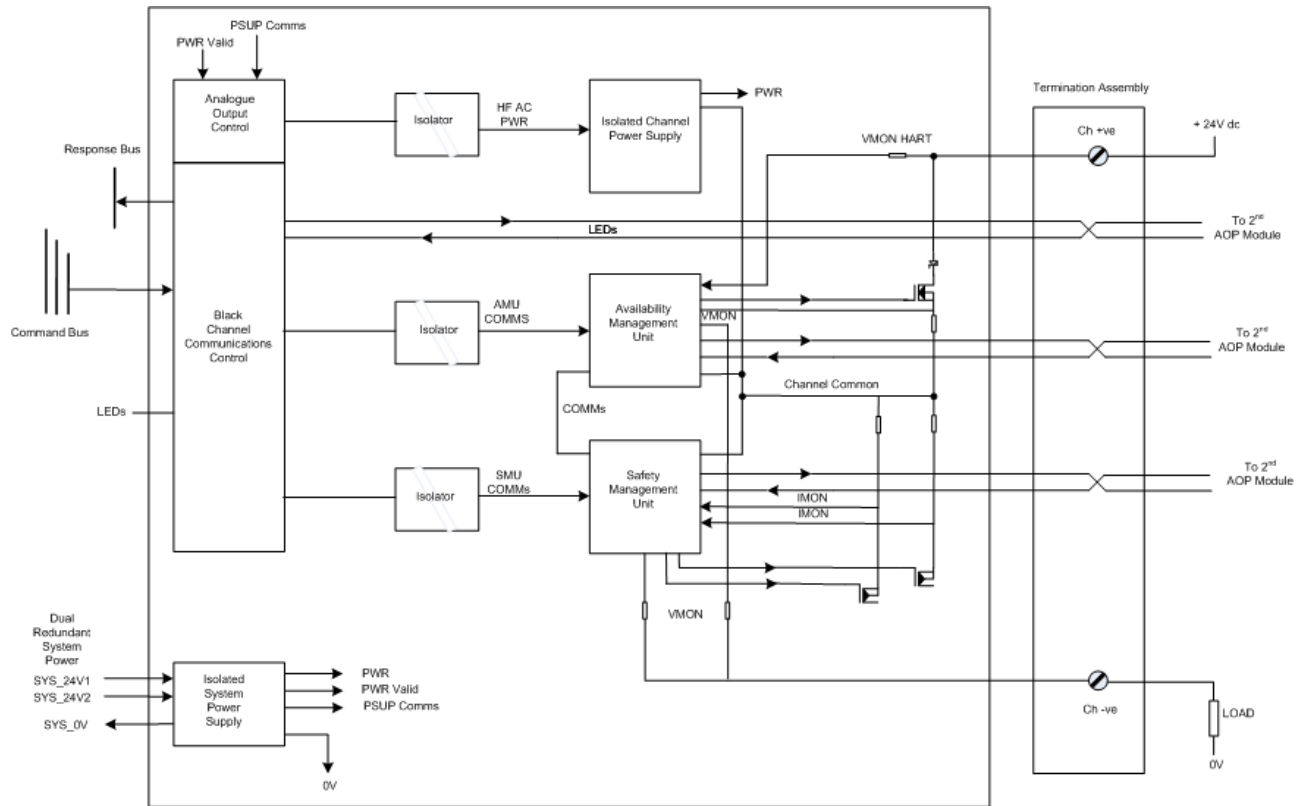 PSUP Comms
PWR Valid
Analogue
Output
Control
Isolator
HF AC
PWR
Isolated Channel
Power Supply
PWR
Termination Assembly
Ch +ve
+ 24V dc
VMON HART
Response Bus
LEDs
To 2nd
AOP Module
Command Bus
Black
Channel
Communications
Control
Isolator
AMU
COMMS
Availability
Management
Unit
VMON
To 2nd
AOP Module
Channel Common
LEDs
COMMs
Isolator
SMU
COMMs
Safety
Management
Unit
IMON
IMON
To 2nd
AOP Module
VMON
Dual
Redundant
System
Power
SYS_24V1
SYS_24V2
SYS_0V
Isolated
System
Power
Supply
PWR
PWR Valid
PSUP Comms
0V
Ch -ve
LOAD
0V